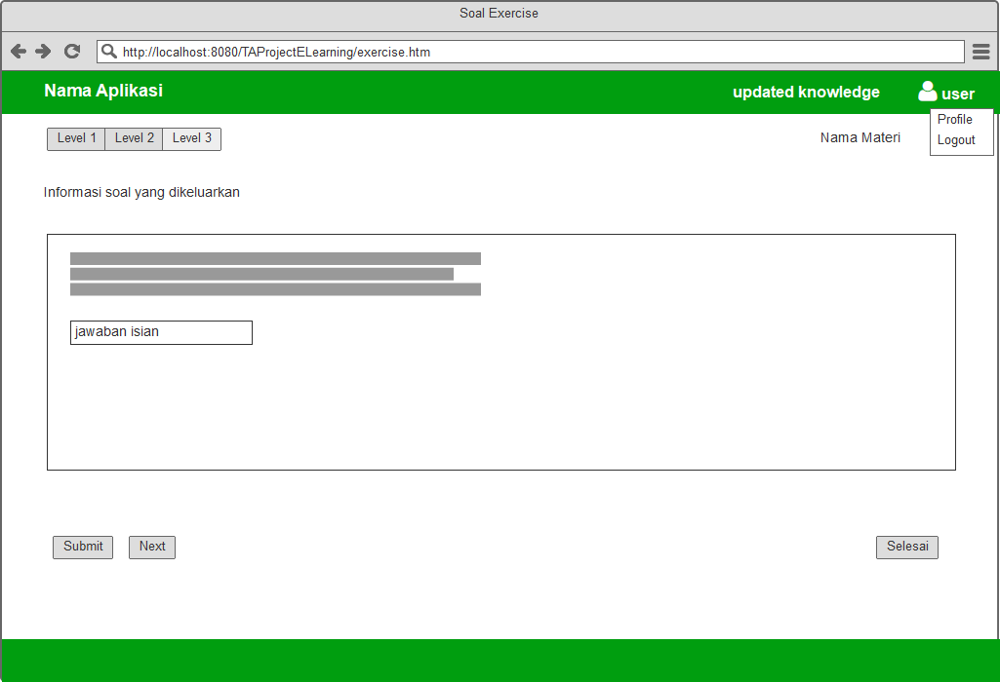 Soal Exercise
http://localhost:8080/TAProjectELearning/exercise.htm
Nama Aplikasi
updated knowledge
user
Profile
Logout
Level 1
Level 2
Level 3
Nama Materi
Informasi soal yang dikeluarkan
jawaban isian
Submit
Next
Selesai